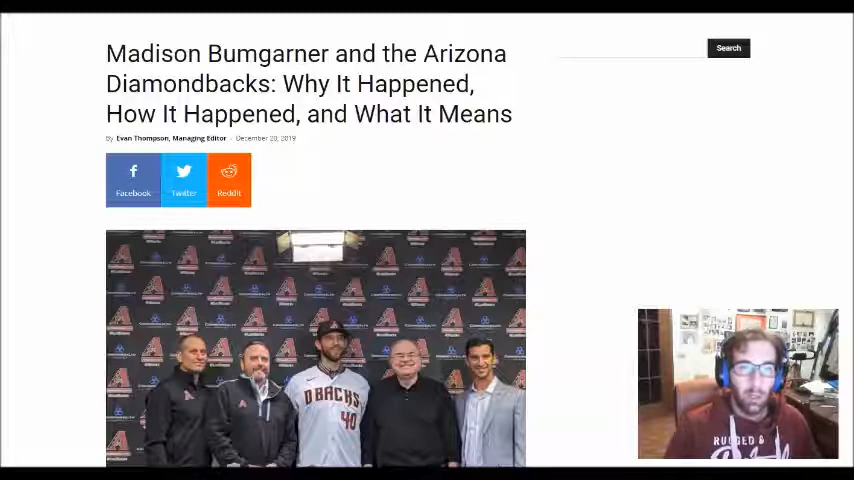 Madison Bumgarner and the Arizona
Search
Diamondbacks: Why It Happened,
How It Happened, and What It Means
By Evan Thompson, Managing Editor - December 20, 2019
Facebook
Twitter
Reddit
D BACKS
40
RUGGED &